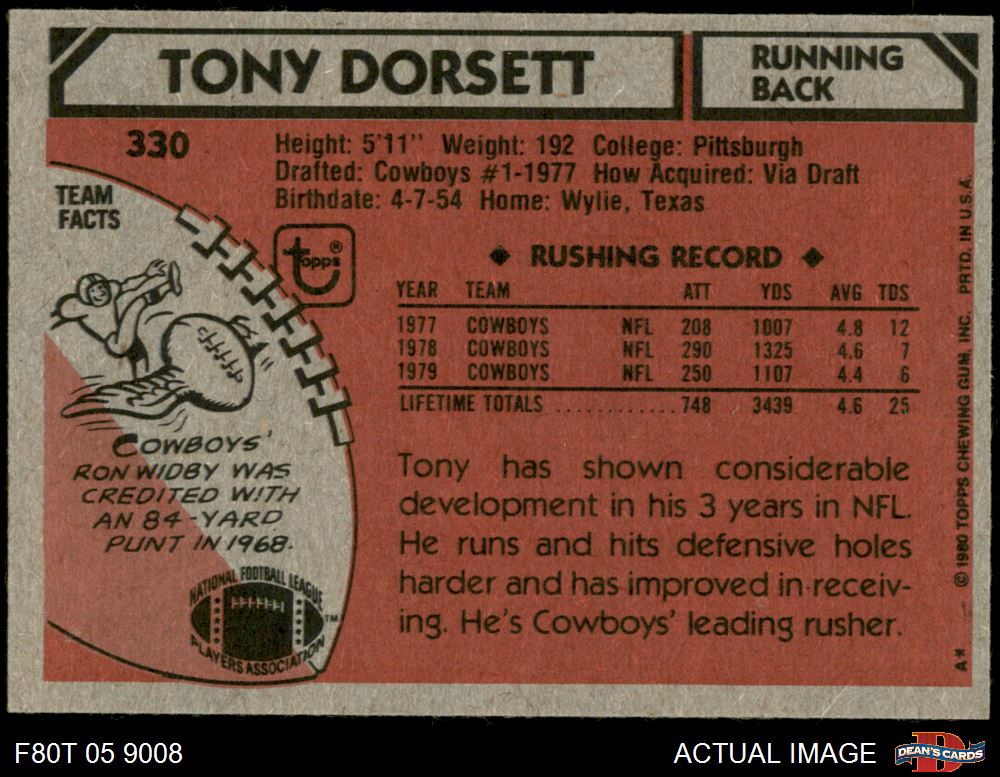 TONY DORSETT
RUNNING
BACK
330
Height: 5'11" Weight: 192 College: Pittsburgh
Drafted: Cowboys #1-1977 How Acquired: Via Draft
Birthdate: 4-7-54 Home: Wylie, Texas
TEAM
FACTS
topps®
◆ RUSHING RECORD ◆
YEAR TEAM ATT YDS AVG TDS
1977 COWBOYS NFL 208 1007 4.8 12
1978 COWBOYS NFL 290 1325 4.6 7
1979 COWBOYS NFL 250 1107 4.4 6
LIFETIME TOTALS ............ 748 3439 4.6 25
COWBOYS'
RON WIDBY WAS
CREDITED WITH
AN 84-YARD
PUNT IN 1968.
NATIONAL FOOTBALL LEAGUE
PLAYERS ASSOCIATION
TM
Tony has shown considerable
development in his 3 years in NFL.
He runs and hits defensive holes
harder and has improved in receiv-
ing. He's Cowboys' leading rusher.
A* © 1980 TOPPS CHEWING GUM, INC. PRTD. IN U.S.A.
F80T 05 9008
ACTUAL IMAGE
D
DEAN'S CARDS